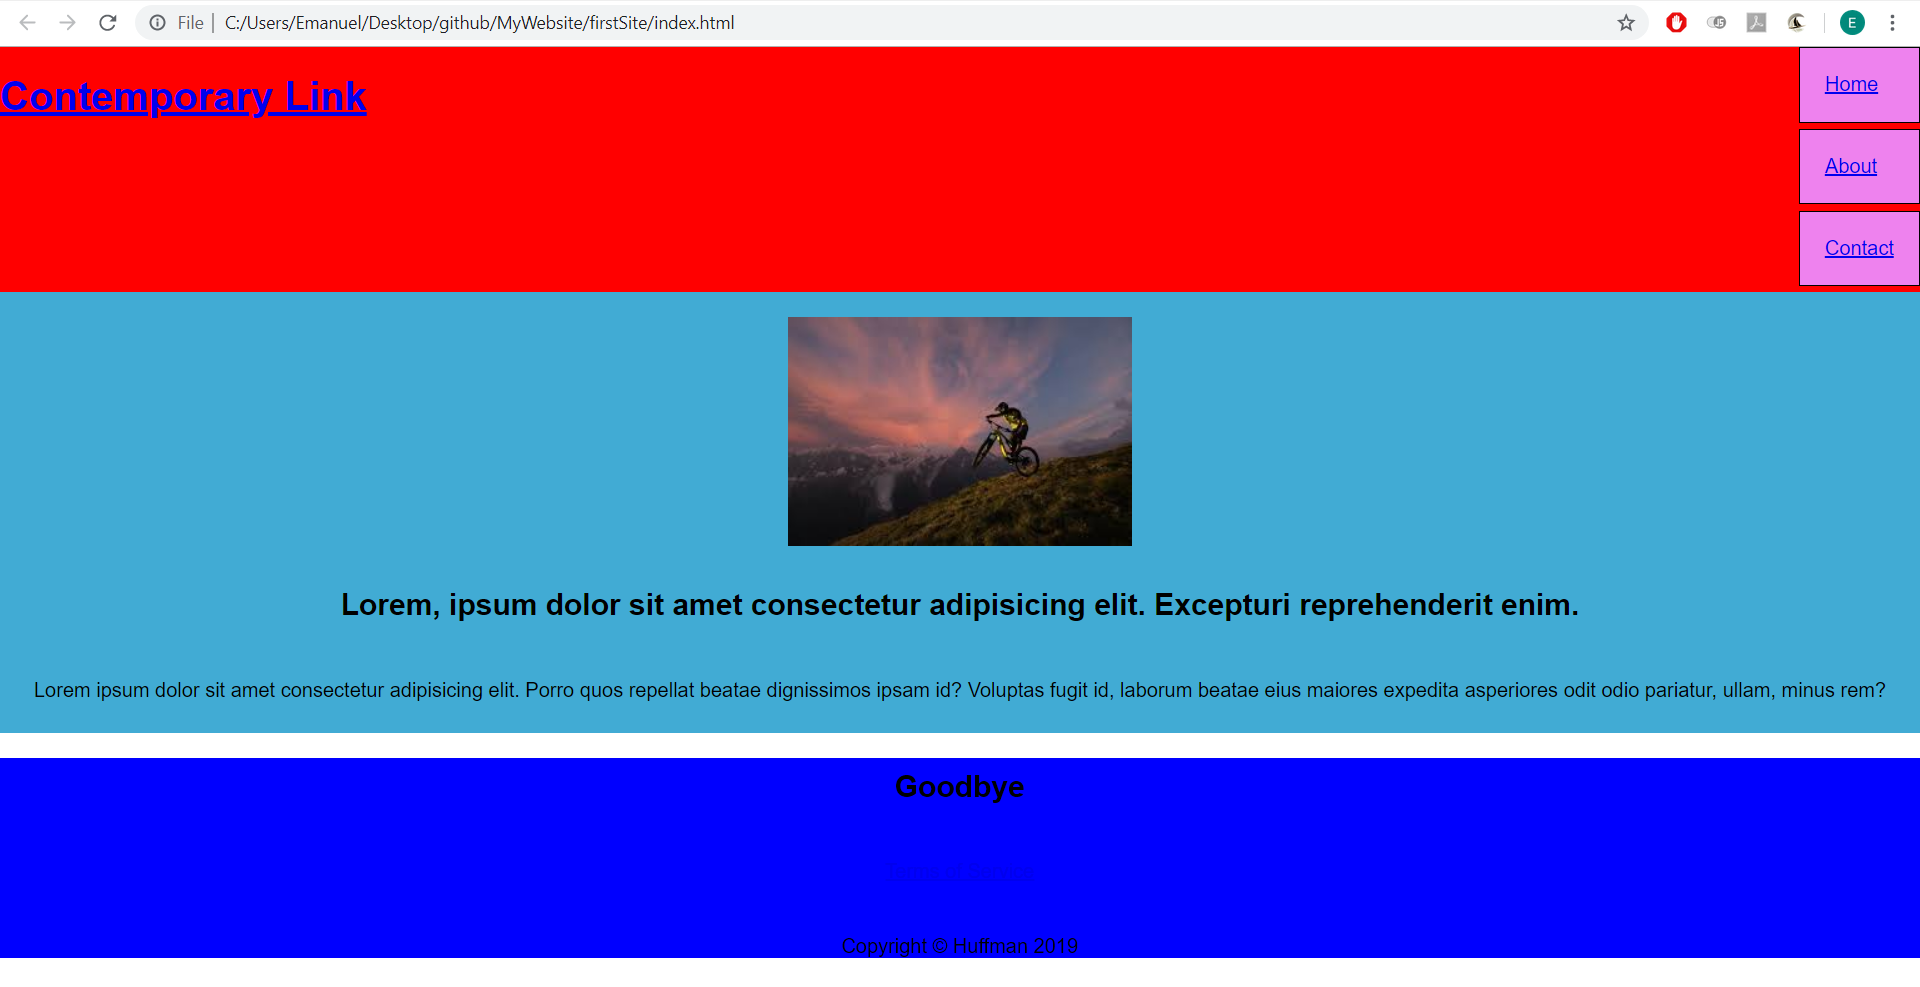 File | C:/Users/Emanuel/Desktop/github/MyWebsite/firstSite/index.html
E
Contemporary Link
Home
About
Contact
Lorem, ipsum dolor sit amet consectetur adipisicing elit. Excepturi reprehenderit enim.
Lorem ipsum dolor sit amet consectetur adipisicing elit. Porro quos repellat beatae dignissimos ipsam id? Voluptas fugit id, laborum beatae eius maiores expedita asperiores odit odio pariatur, ullam, minus rem?
Goodbye
Copyright © Huffman 2019